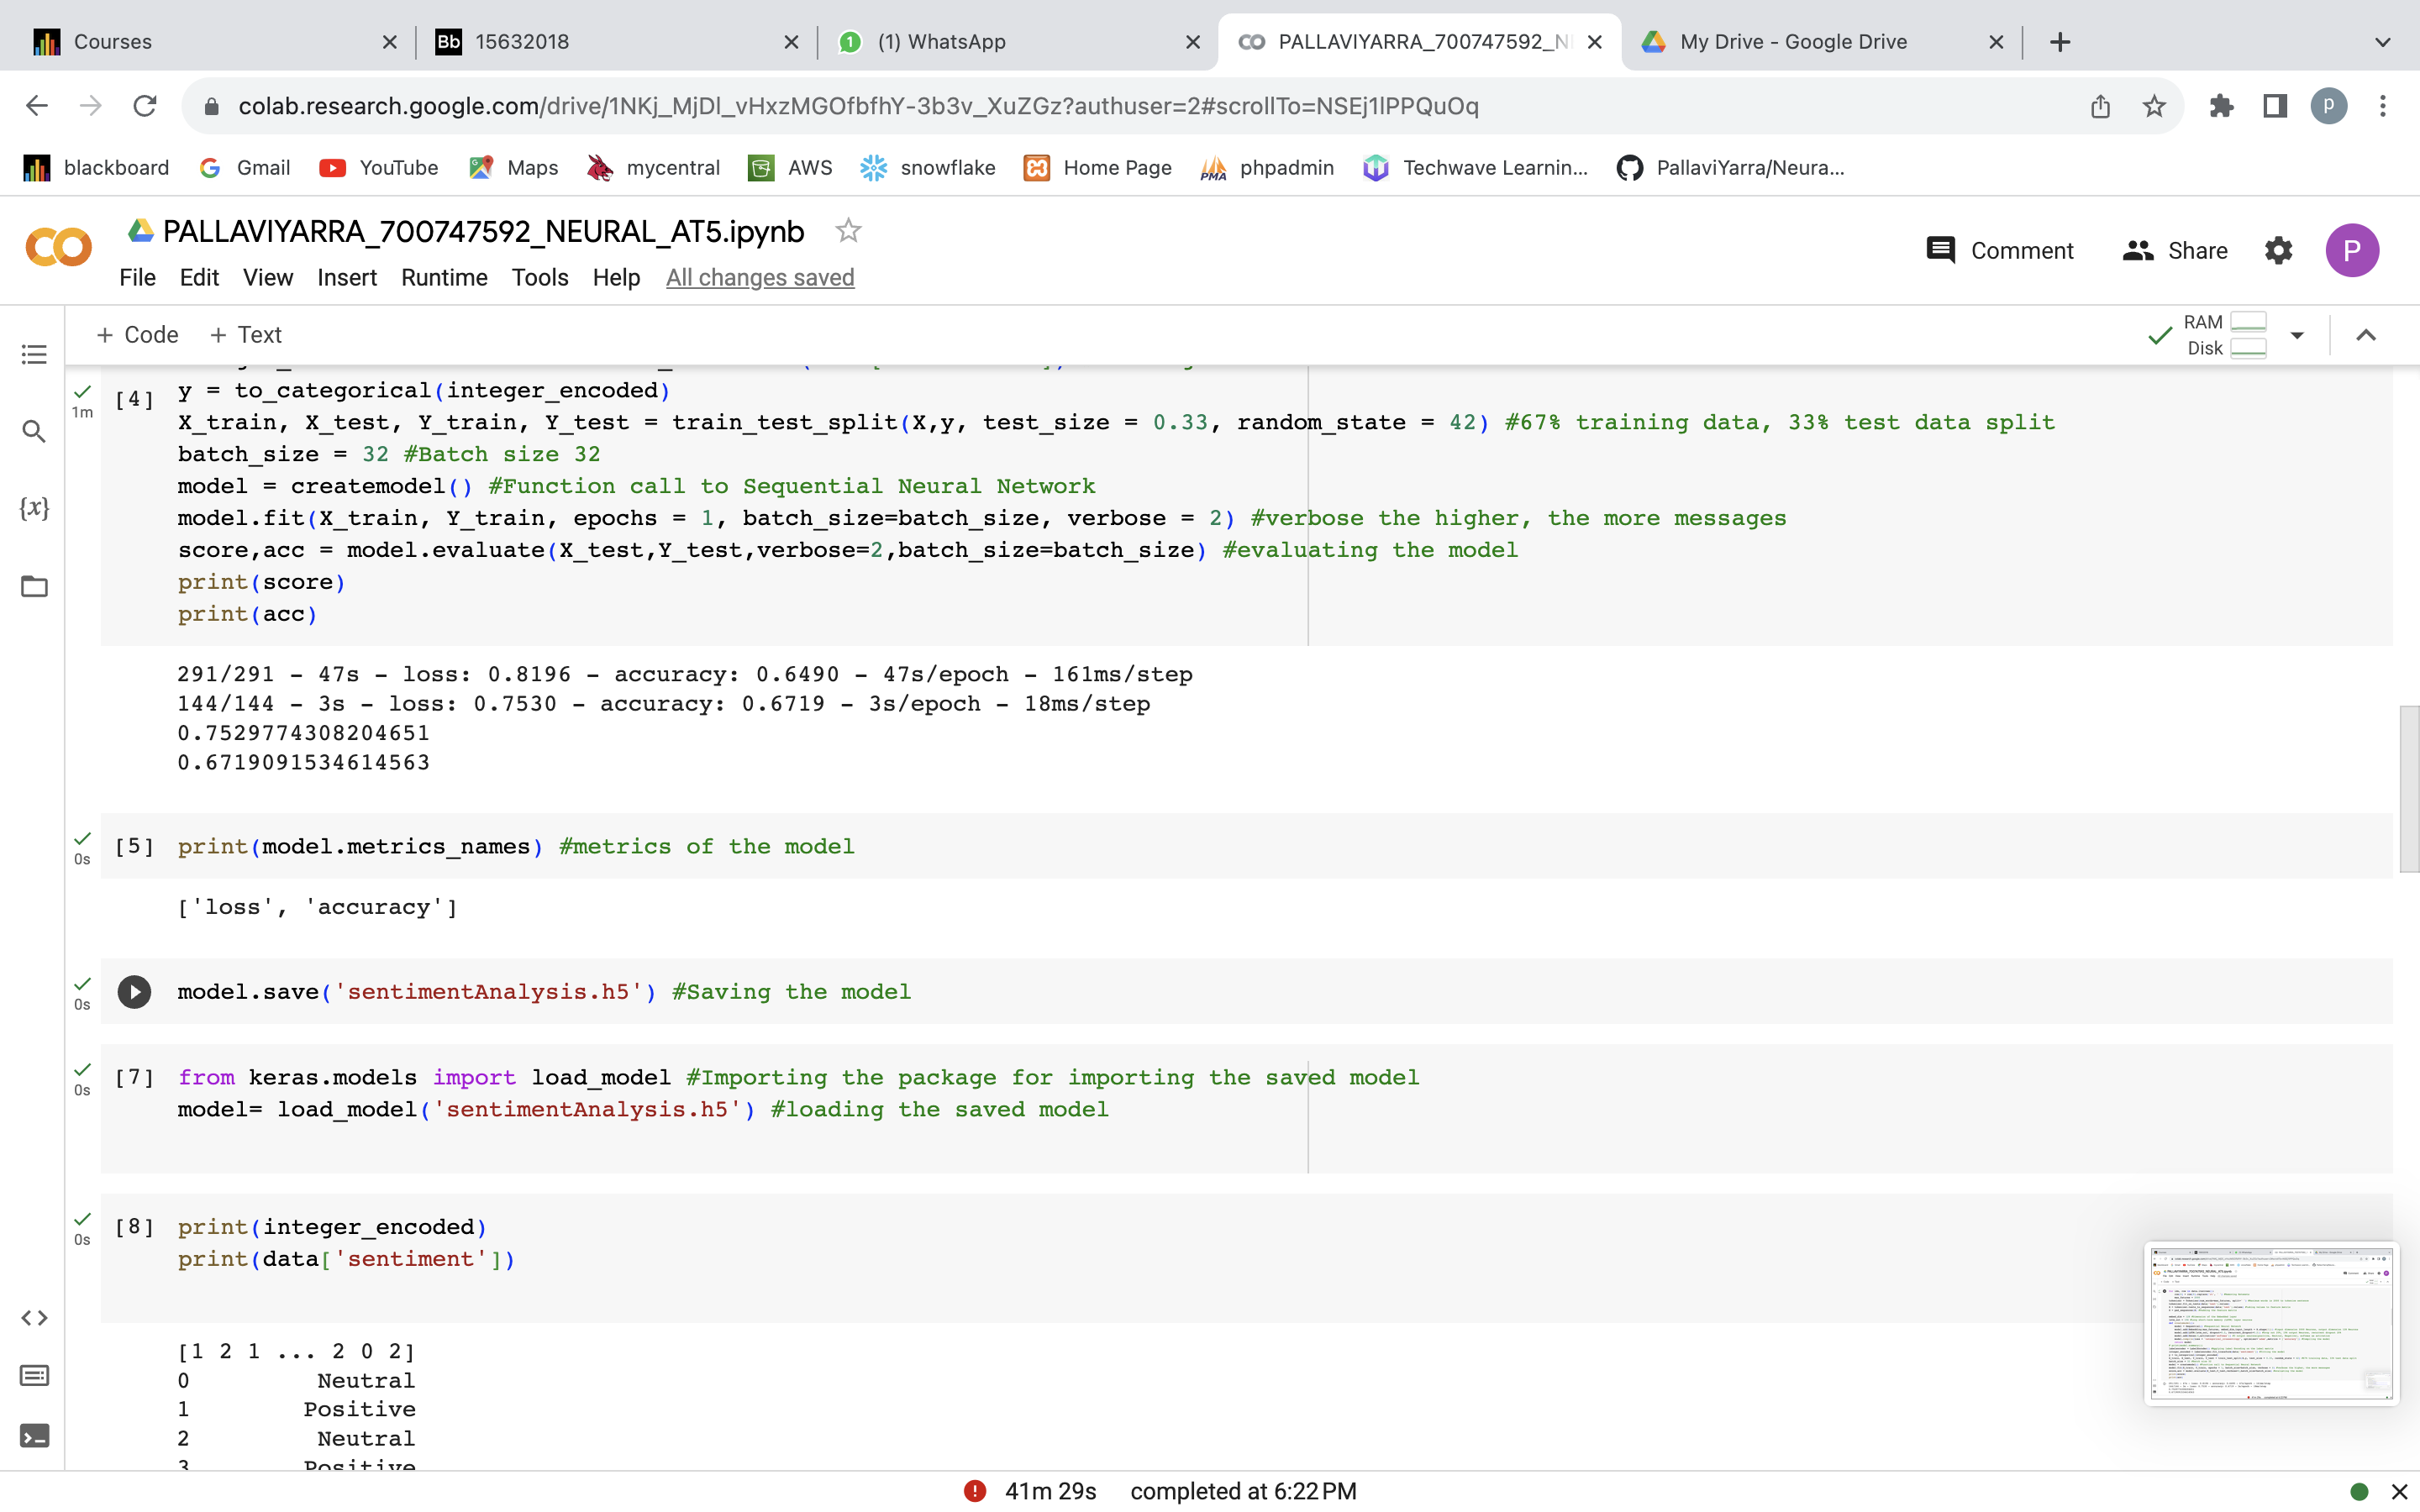 Courses
15632018
(1) WhatsApp
PALLAVIYARRA_700747592_N
My Drive - Google Drive
colab.research.google.com/drive/1NKj_MjDl_vHxzMGOfbfhY-3b3v_XuZGz?authuser=2#scrollTo=NSEj1lPPQuOq
p
blackboard
Gmail
YouTube
Maps
mycentral
AWS
snowflake
Home Page
phpadmin
Techwave Learnin...
PallaviYarra/Neura...
PALLAVIYARRA_700747592_NEURAL_AT5.ipynb
File Edit View Insert Runtime Tools Help All changes saved
Comment
Share
P
+ Code + Text
RAM
Disk
1m
[4]
y = to_categorical(integer_encoded)
X_train, X_test, Y_train, Y_test = train_test_split(X,y, test_size = 0.33, random_state = 42) #67% training data, 33% test data split
batch_size = 32 #Batch size 32
model = createmodel() #Function call to Sequential Neural Network
model.fit(X_train, Y_train, epochs = 1, batch_size=batch_size, verbose = 2) #verbose the higher, the more messages
score,acc = model.evaluate(X_test,Y_test,verbose=2,batch_size=batch_size) #evaluating the model
print(score)
print(acc)
291/291 - 47s - loss: 0.8196 - accuracy: 0.6490 - 47s/epoch - 161ms/step
144/144 - 3s - loss: 0.7530 - accuracy: 0.6719 - 3s/epoch - 18ms/step
0.7529774308204651
0.6719091534614563
0s
[5] print(model.metrics_names) #metrics of the model
['loss', 'accuracy']
0s
model.save('sentimentAnalysis.h5') #Saving the model
0s
[7] from keras.models import load_model #Importing the package for importing the saved model
model= load_model('sentimentAnalysis.h5') #loading the saved model
0s
[8] print(integer_encoded)
print(data['sentiment'])
[1 2 1 ... 2 0 2]
0 Neutral
1 Positive
2 Neutral
3 Positive
41m 29s completed at 6:22 PM